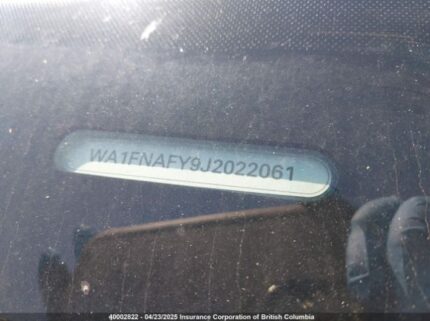 WA1FNAFY9J2022061
40002822 - 04/23/2025 Insurance Corporation of British Columbia